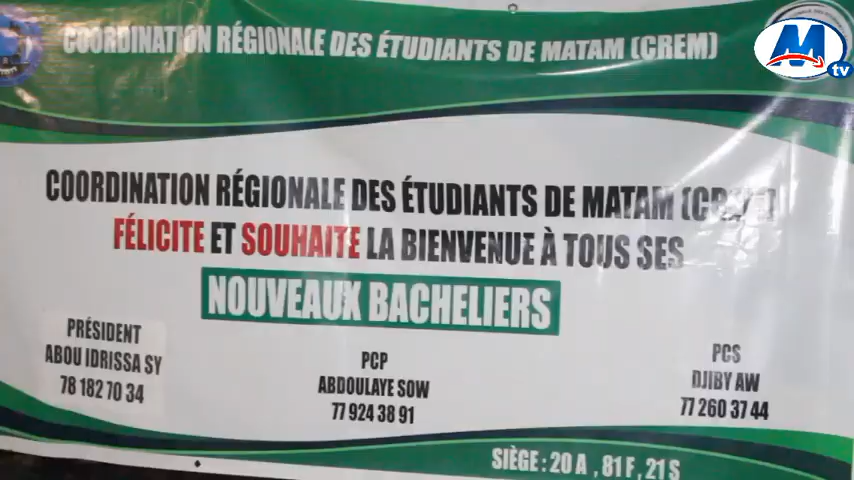 COORDINATION RÉGIONALE DES ÉTUDIANTS DE MATAM (CREM)
M tv
COORDINATION RÉGIONALE DES ÉTUDIANTS DE MATAM (CREM)
FÉLICITE ET SOUHAITE LA BIENVENUE À TOUS SES
NOUVEAUX BACHELIERS
PRÉSIDENT
ABOU IDRISSA SY
78 182 70 34
PCP
ABDOULAYE SOW
77 924 38 91
PCS
DJIBY AW
77 260 37 44
SIÈGE : 20 A , 81 F, 21 S